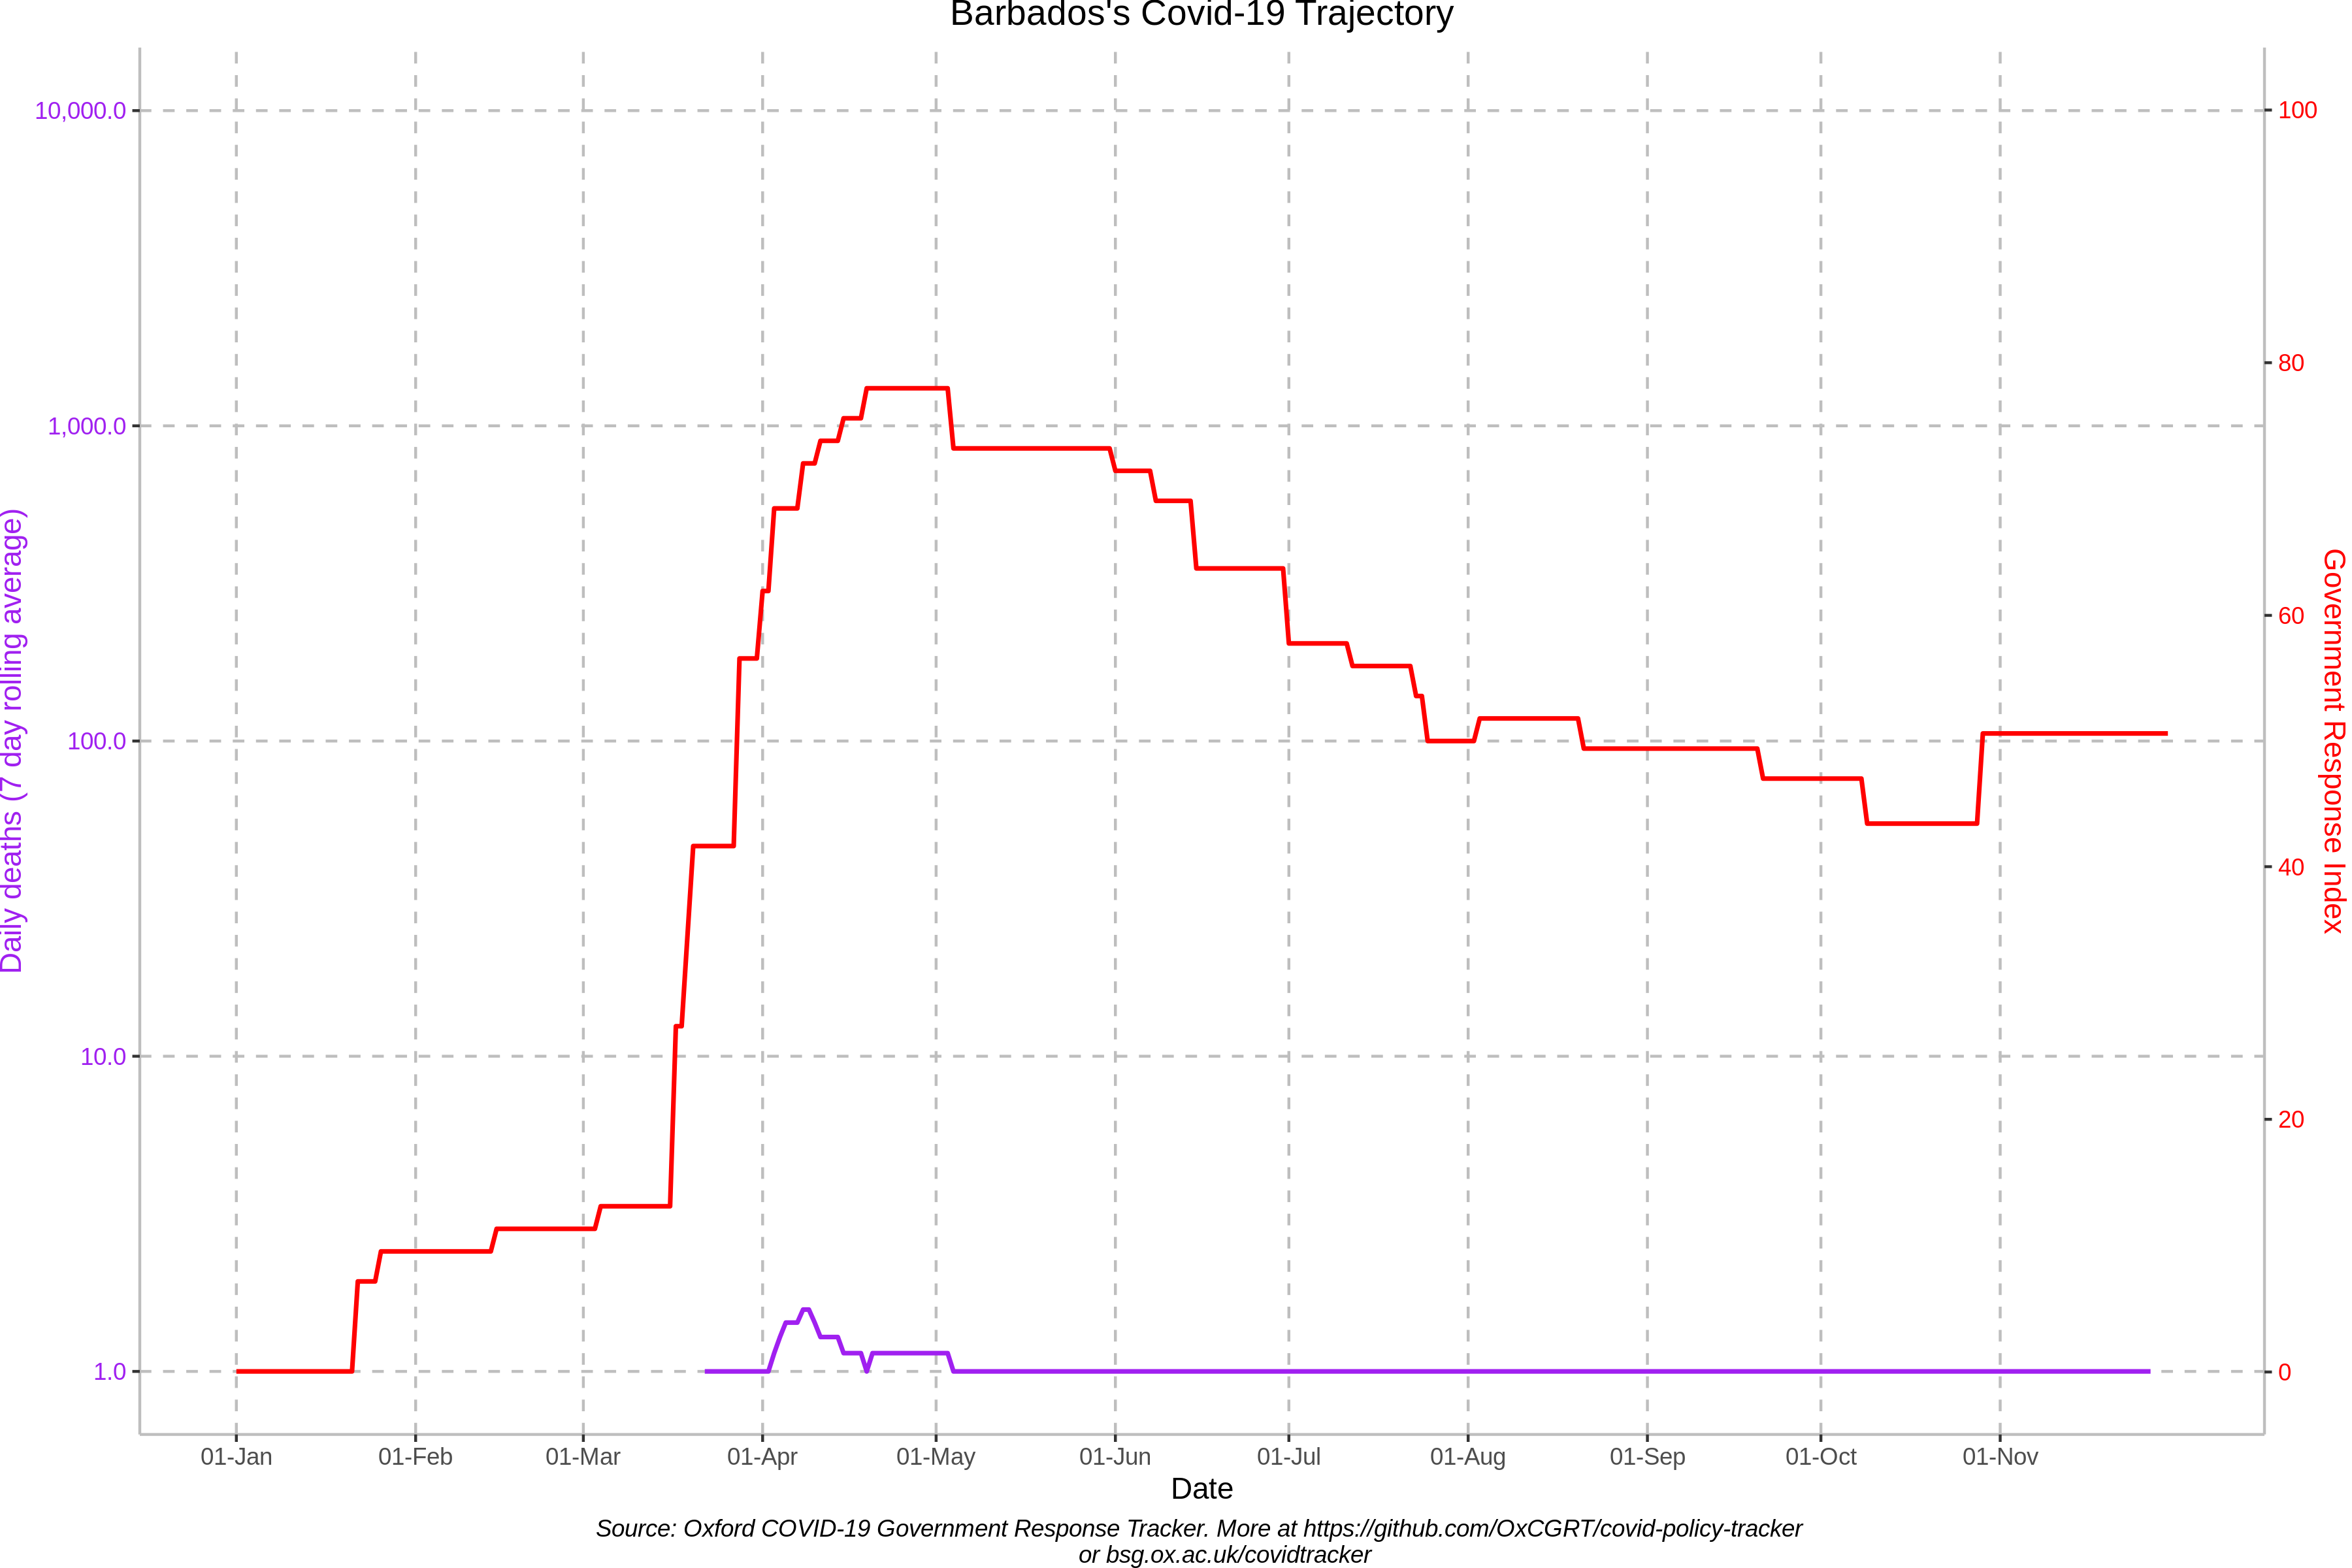 Barbados's Covid-19 Trajectory
10,000.0
1,000.0
100.0
10.0
1.0
Daily deaths (7 day rolling average)
100
80
60
40
20
0
Government Response Index
01-Jan 01-Feb 01-Mar 01-Apr 01-May 01-Jun 01-Jul 01-Aug 01-Sep 01-Oct 01-Nov
Date
Source: Oxford COVID-19 Government Response Tracker. More at https://github.com/OxCGRT/covid-policy-tracker
or bsg.ox.ac.uk/covidtracker